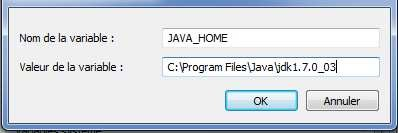 Nom de la variable : JAVA_HOME
Valeur de la variable : C:\Program Files\Java\jdk1.7.0_03
OK Annuler